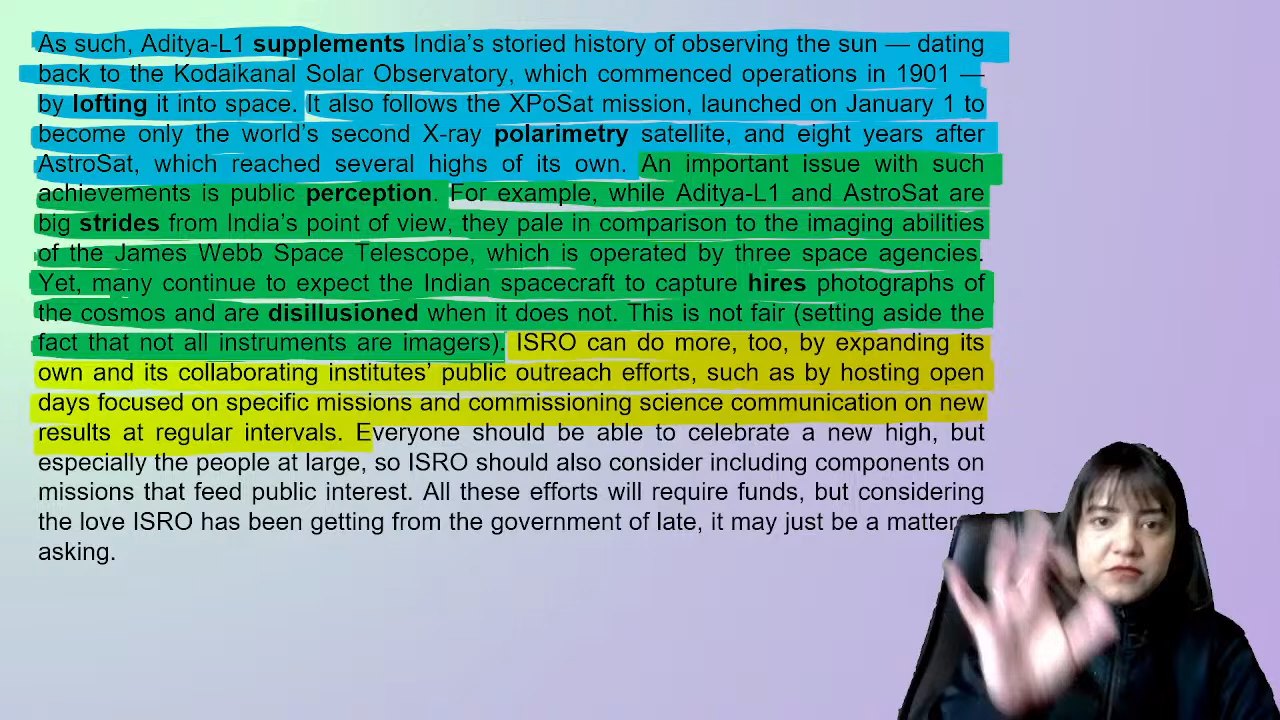 As such, Aditya-L1 supplements India's storied history of observing the sun — dating
back to the Kodaikanal Solar Observatory, which commenced operations in 1901 —
by lofting it into space. It also follows the XPoSat mission, launched on January 1 to
become only the world's second X-ray polarimetry satellite, and eight years after
AstroSat, which reached several highs of its own. An important issue with such
achievements is public perception. For example, while Aditya-L1 and AstroSat are
big strides from India's point of view, they pale in comparison to the imaging abilities
of the James Webb Space Telescope, which is operated by three space agencies.
Yet, many continue to expect the Indian spacecraft to capture hires photographs of
the cosmos and are disillusioned when it does not. This is not fair (setting aside the
fact that not all instruments are imagers). ISRO can do more, too, by expanding its
own and its collaborating institutes' public outreach efforts, such as by hosting open
days focused on specific missions and commissioning science communication on new
results at regular intervals. Everyone should be able to celebrate a new high, but
especially the people at large, so ISRO should also consider including components on
missions that feed public interest. All these efforts will require funds, but considering
the love ISRO has been getting from the government of late, it may just be a matter
asking.